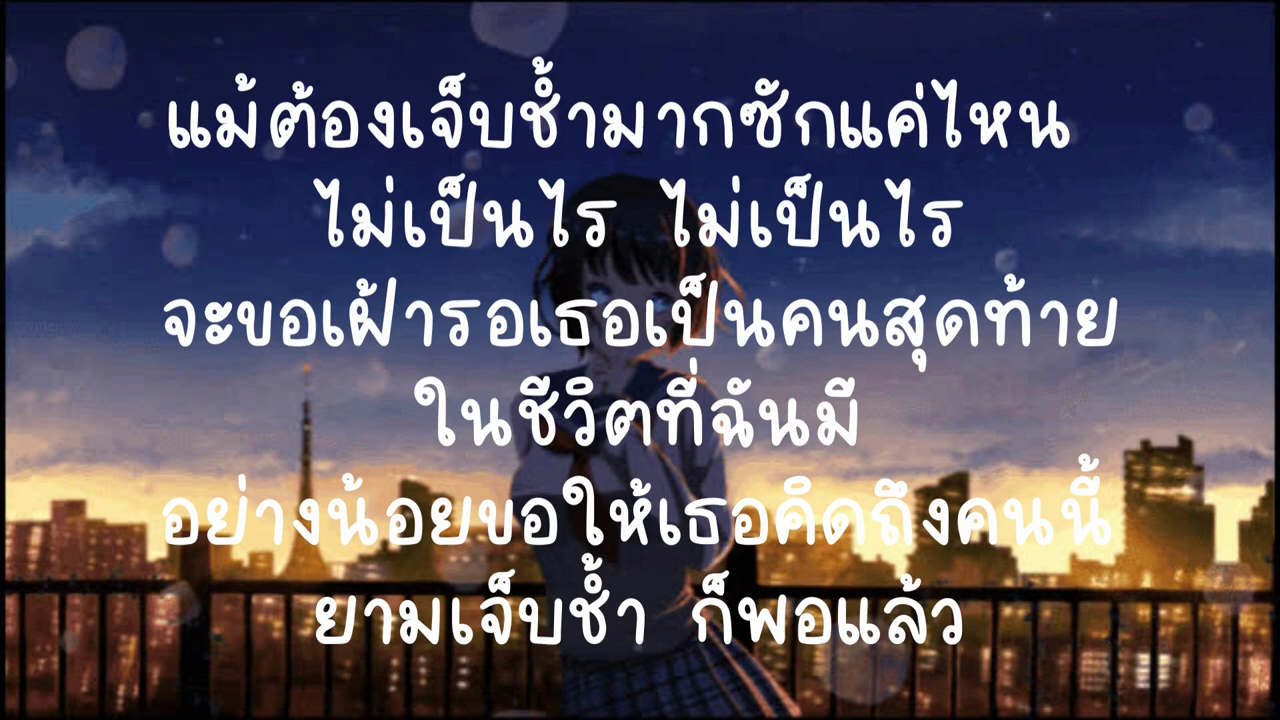 แม้ต้องเจ็บช้ำมากซักแค่ไหน
ไม่เป็นไร ไม่เป็นไร
จะขอเฝ้ารอเธอเป็นคนสุดท้าย
ในชีวิตที่ฉันมี
อย่างน้อยขอให้เธอคิดถึงคนนี้
ยามเจ็บช้ำ ก็พอแล้ว